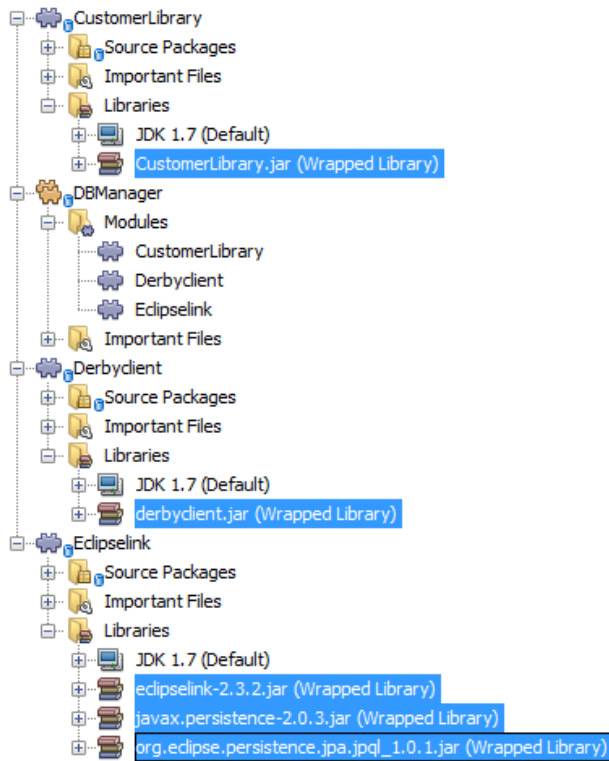 CustomerLibrary
Source Packages
Important Files
Libraries
JDK 1.7 (Default)
CustomerLibrary.jar (Wrapped Library)
DBManager
Modules
CustomerLibrary
Derbyclient
Eclipselink
Important Files
Derbyclient
Source Packages
Important Files
Libraries
JDK 1.7 (Default)
derbyclient.jar (Wrapped Library)
Eclipselink
Source Packages
Important Files
Libraries
JDK 1.7 (Default)
eclipselink-2.3.2.jar (Wrapped Library)
javax.persistence-2.0.3.jar (Wrapped Library)
org.eclipse.persistence.jpa.jpql_1.0.1.jar (Wrapped Library)